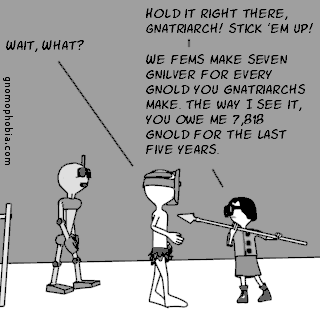 HOLD IT RIGHT THERE,
GNATRIARCH! STICK 'EM UP!
WAIT, WHAT?
WE FEMS MAKE SEVEN
GNILVER FOR EVERY
GNOLD YOU GNATRIARCHS
MAKE. THE WAY I SEE IT,
YOU OWE ME 7,818
GNOLD FOR THE LAST
FIVE YEARS.
gnomophobia.com